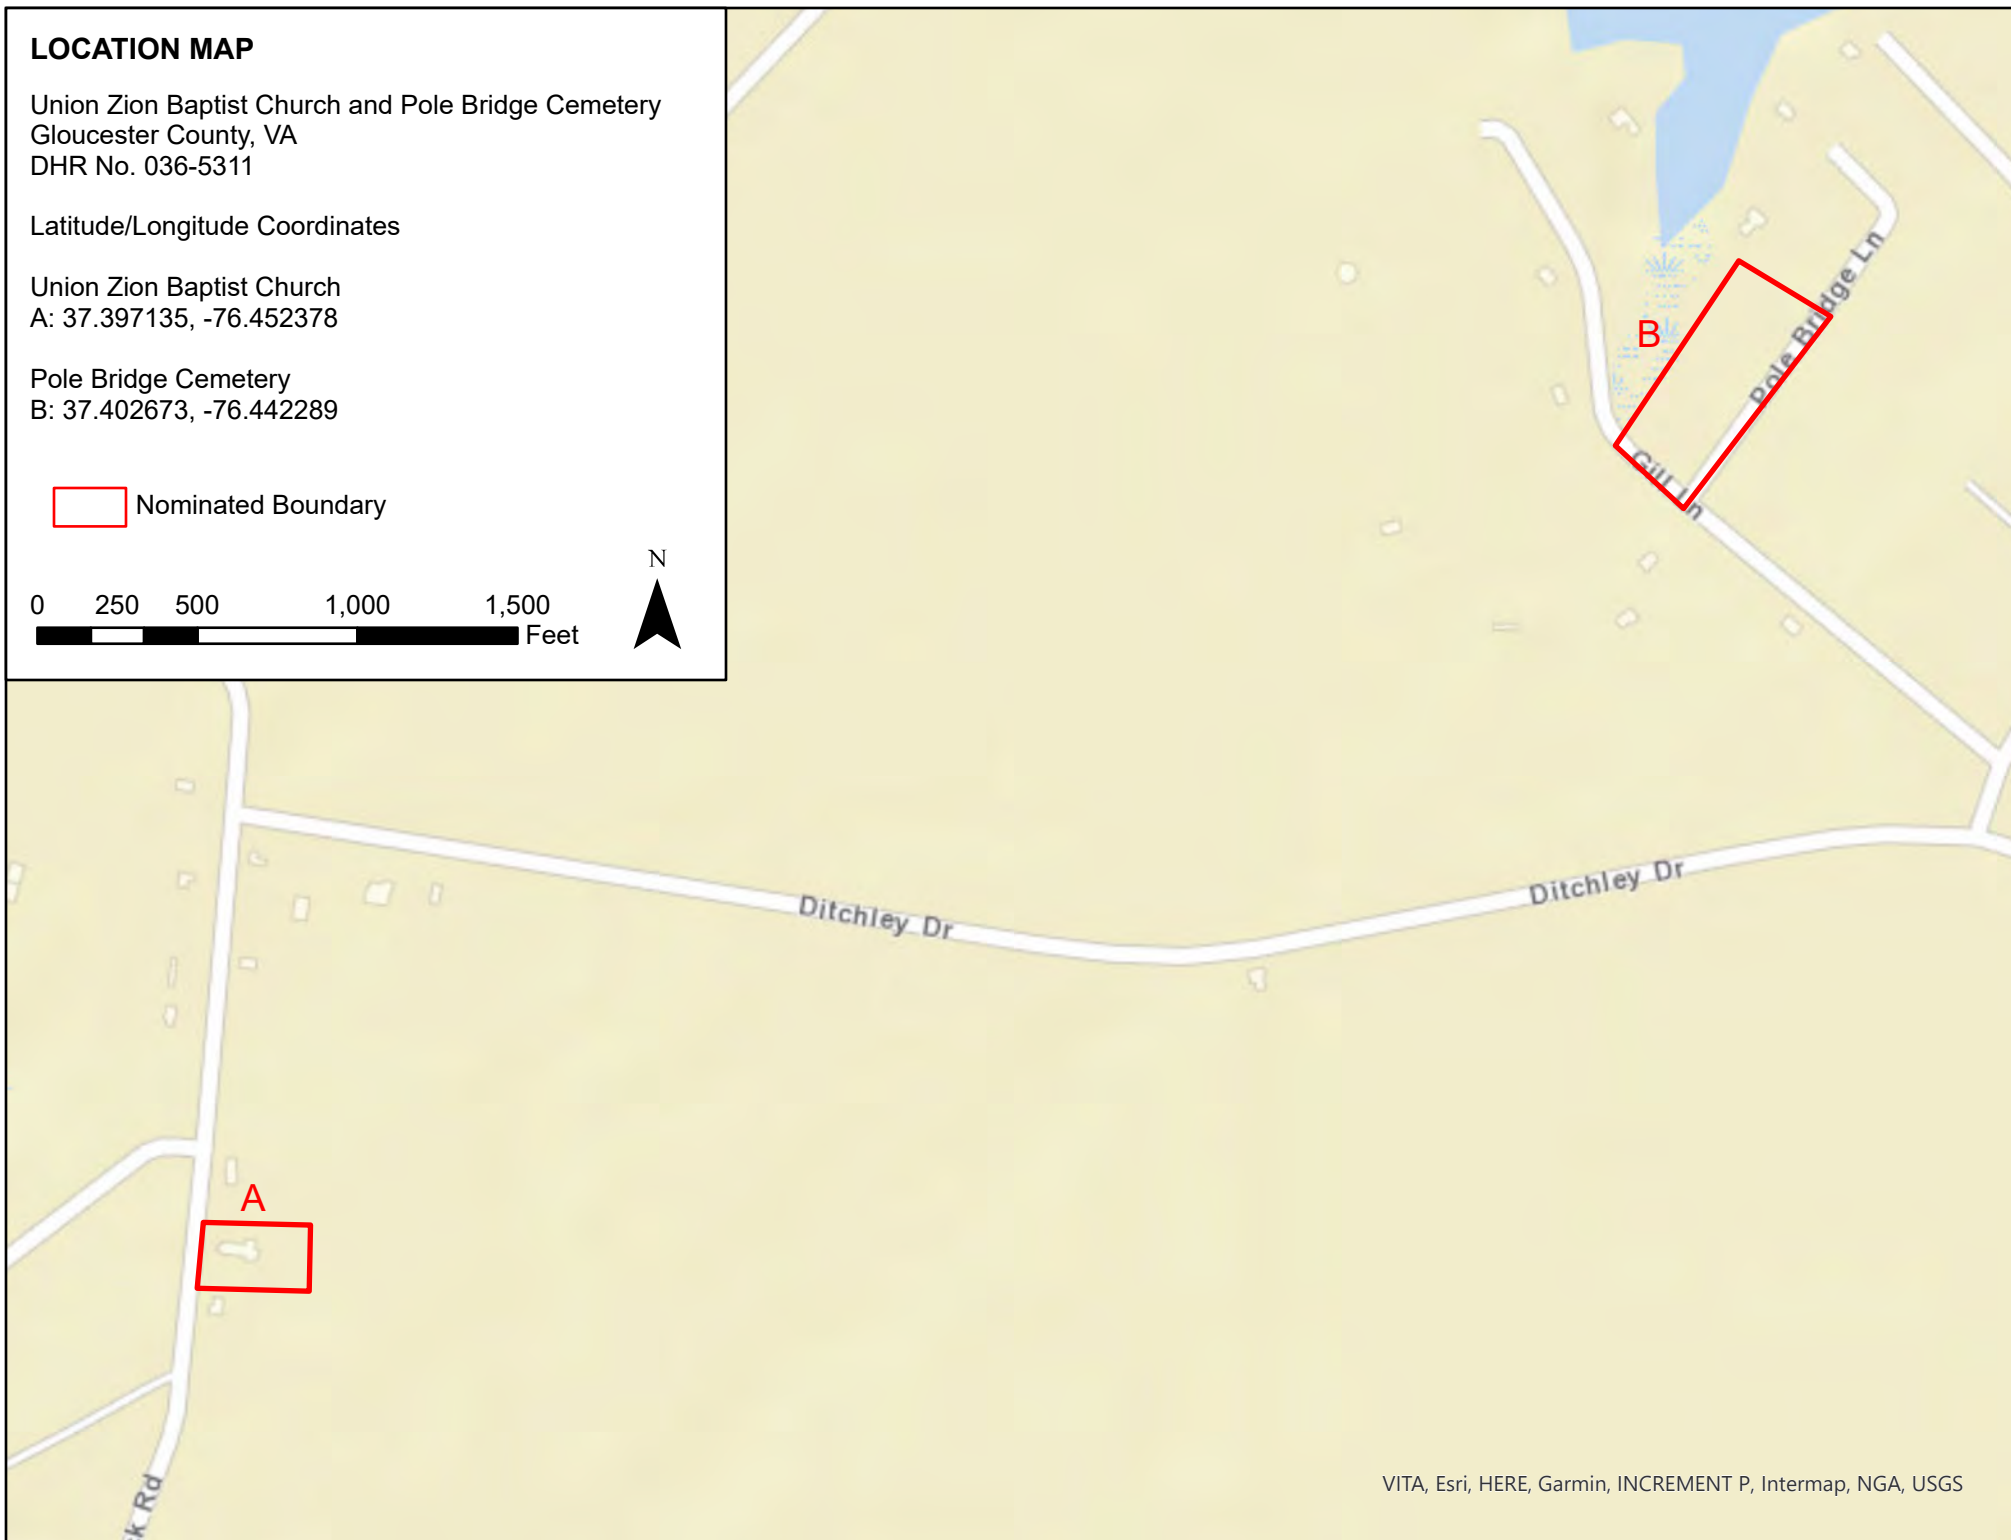 LOCATION MAP
Union Zion Baptist Church and Pole Bridge Cemetery
Gloucester County, VA
DHR No. 036-5311
Latitude/Longitude Coordinates
Union Zion Baptist Church
A: 37.397135, -76.452378
Pole Bridge Cemetery
B: 37.402673, -76.442289
Nominated Boundary
N
0 250 500 1,000 1,500
Feet
B
Pole Bridge Ln
Gill Ln
Ditchley Dr
Ditchley Dr
A
k Rd
VITA, Esri, HERE, Garmin, INCREMENT P, Intermap, NGA, USGS